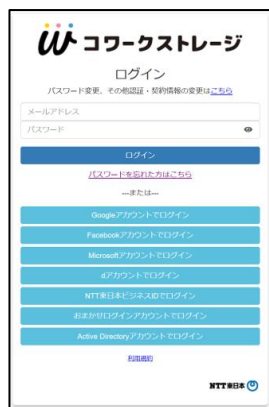 コワークストレージ
ログイン
パスワード変更、その他認証・契約情報の変更はこちら
メールアドレス
パスワード
ログイン
パスワードを忘れた方はこちら
---または---
Googleアカウントでログイン
Facebookアカウントでログイン
Microsoftアカウントでログイン
dアカウントでログイン
NTT東日本ビジネスIDでログイン
おまかせログインアカウントでログイン
Active Directoryアカウントでログイン
利用規約
NTT東日本